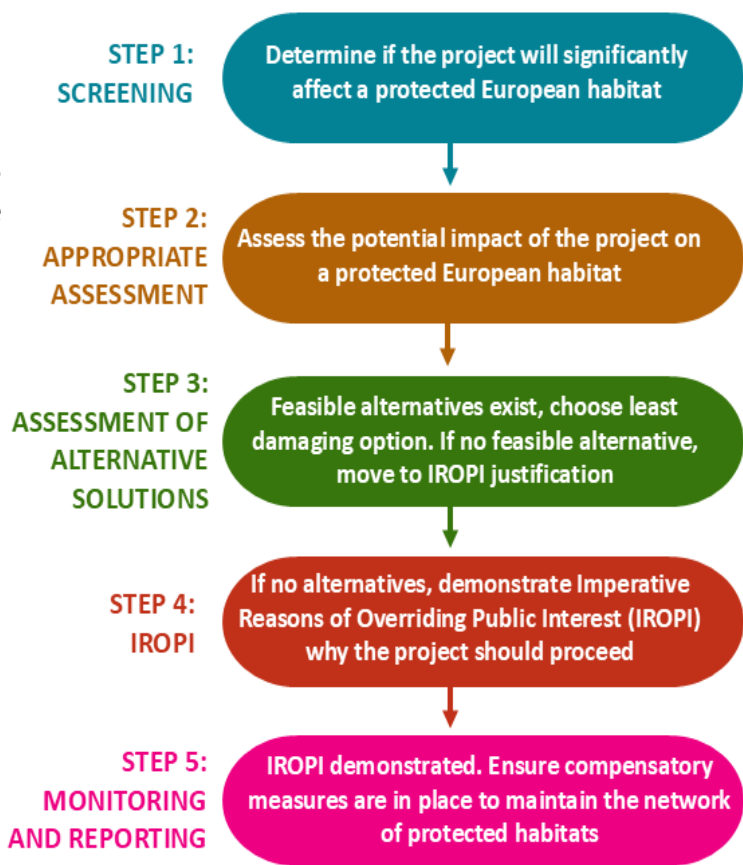 STEP 1:
SCREENING
Determine if the project will significantly
affect a protected European habitat
STEP 2:
APPROPRIATE
ASSESSMENT
Assess the potential impact of the project on
a protected European habitat
STEP 3:
ASSESSMENT OF
ALTERNATIVE
SOLUTIONS
Feasible alternatives exist, choose least
damaging option. If no feasible alternative,
move to IROPI justification
STEP 4:
IROPI
If no alternatives, demonstrate Imperative
Reasons of Overriding Public Interest (IROPI)
why the project should proceed
STEP 5:
MONITORING
AND REPORTING
IROPI demonstrated. Ensure compensatory
measures are in place to maintain the network
of protected habitats